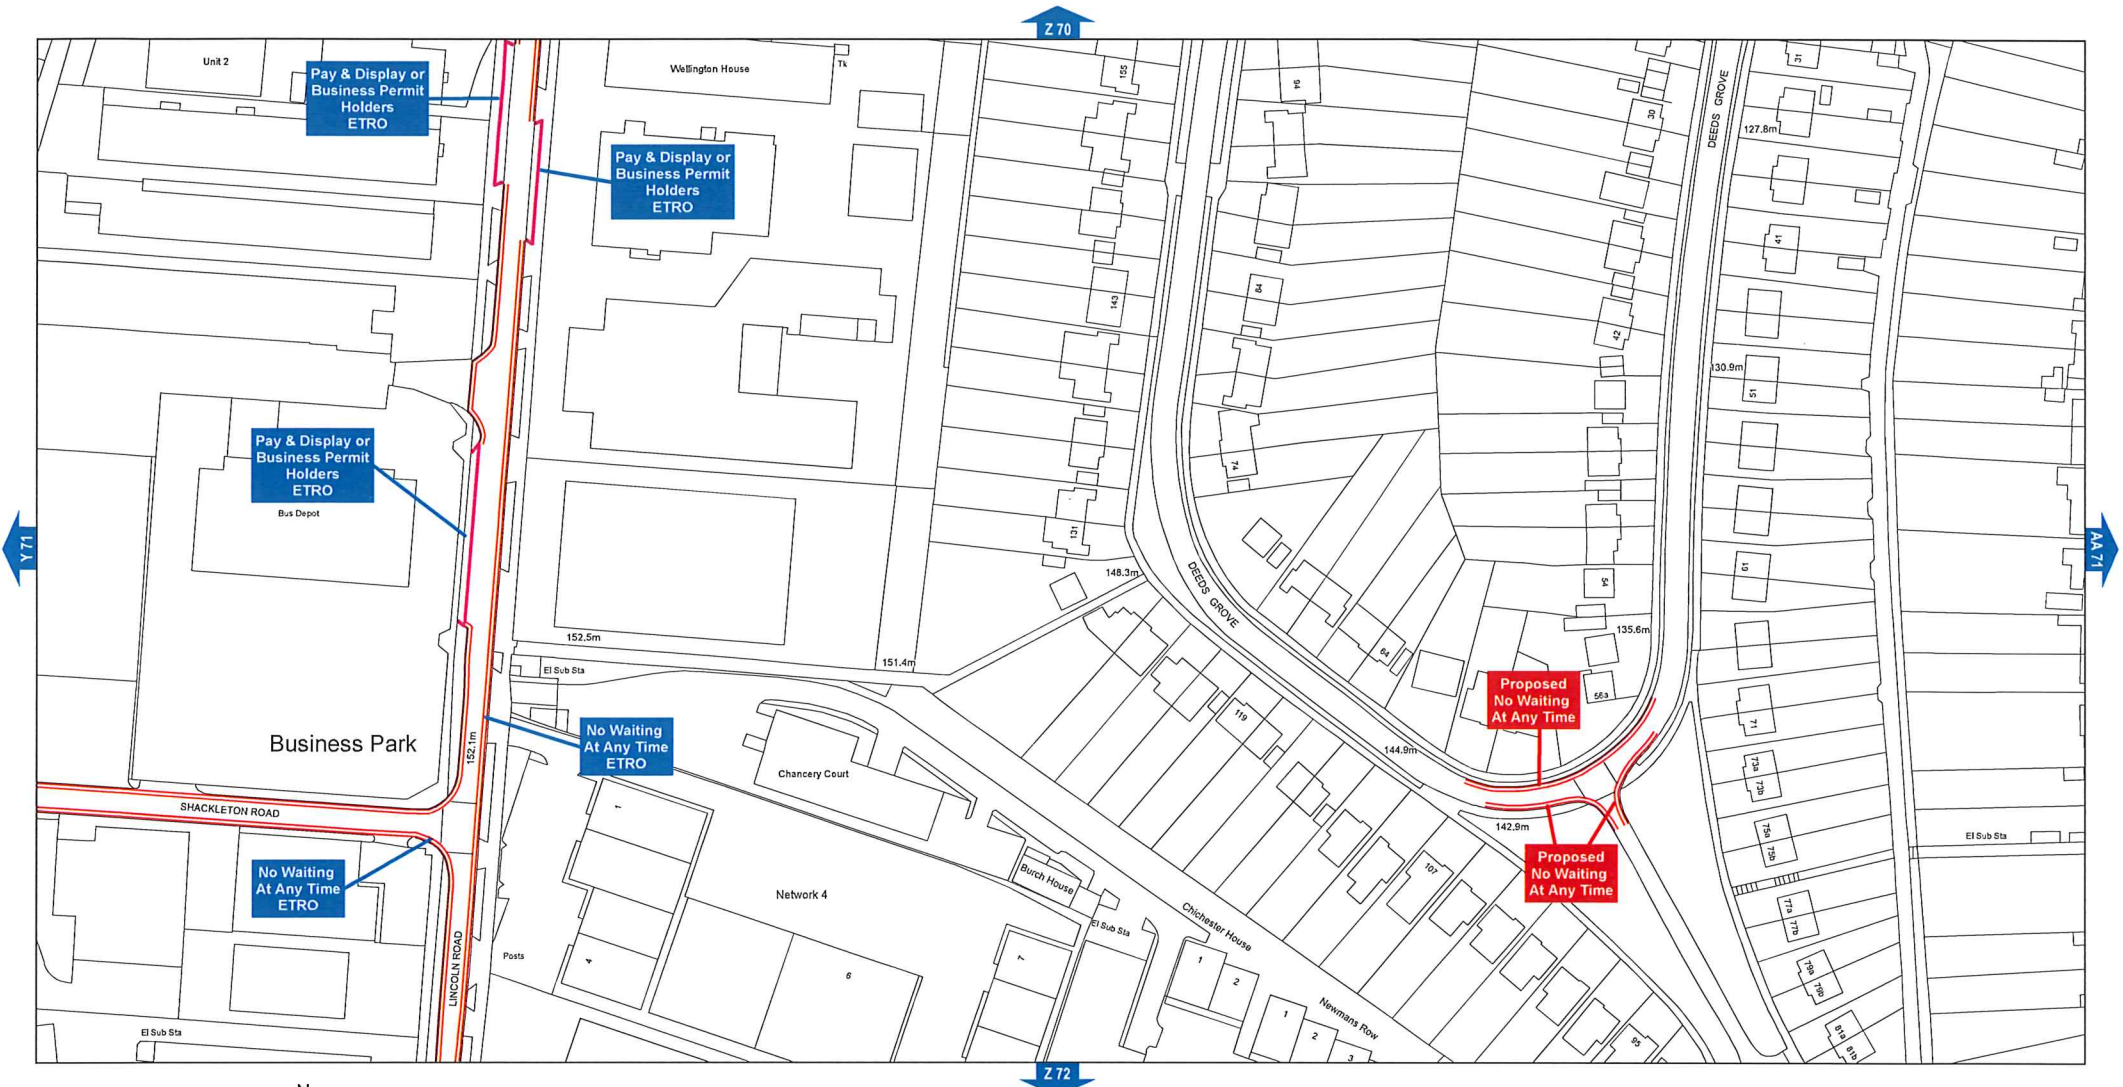 Z 70
Unit 2
Pay & Display or
Business Permit
Holders
ETRO
Wellington House
Tk
155
94
30
31
DEEDS GROVE
127.8m
Pay & Display or
Business Permit
Holders
ETRO
41
143
84
42
130.9m
51
Pay & Display or
Business Permit
Holders
ETRO
Bus Depot
74
131
Y 71
AA 71
148.3m
DEEDS GROVE
54
61
152.5m
151.4m
El Sub Sta
64
135.6m
56a
Proposed
No Waiting
At Any Time
119
71
Business Park
152.1m
No Waiting
At Any Time
ETRO
144.9m
Chancery Court
73a
73b
SHACKLETON ROAD
1
142.9m
75a
75b
El Sub Sta
No Waiting
At Any Time
ETRO
Network 4
Burch House
107
Proposed
No Waiting
At Any Time
El Sub Sta
Chichester House
77a
77b
LINCOLN ROAD
Posts
4
6
7
1
2
79a
79b
Newmans Row
1
2
3
95
81a
81b
El Sub Sta
Z 72
N